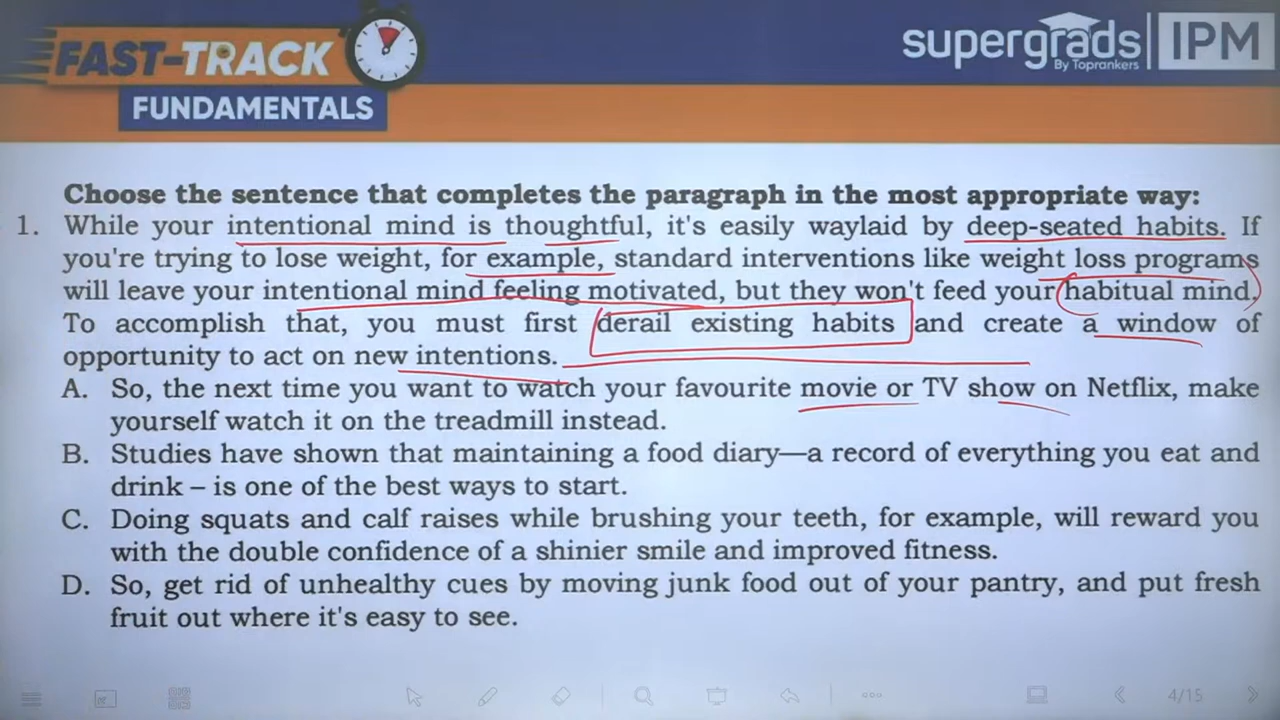 FAST-TRACK
FUNDAMENTALS
supergrads
By Toprankers
IPM
Choose the sentence that completes the paragraph in the most appropriate way:
1. While your intentional mind is thoughtful, it's easily waylaid by deep-seated habits. If
you're trying to lose weight, for example, standard interventions like weight loss programs
will leave your intentional mind feeling motivated, but they won't feed your habitual mind.
To accomplish that, you must first derail existing habits and create a window of
opportunity to act on new intentions.
A. So, the next time you want to watch your favourite movie or TV show on Netflix, make
yourself watch it on the treadmill instead.
B. Studies have shown that maintaining a food diary—a record of everything you eat and
drink – is one of the best ways to start.
C. Doing squats and calf raises while brushing your teeth, for example, will reward you
with the double confidence of a shinier smile and improved fitness.
D. So, get rid of unhealthy cues by moving junk food out of your pantry, and put fresh
fruit out where it's easy to see.
4/15